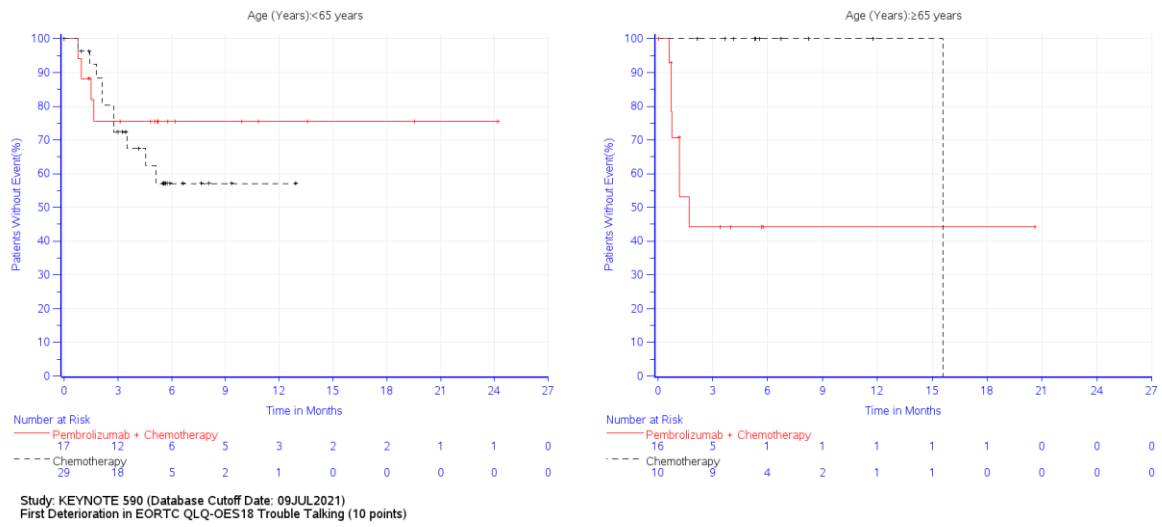 Age (Years):<65 years
100
90
80
70
60
50
40
30
20
10
0
Patients Without Event(%)
0 3 6 9 12 15 18 21 24 27
Time in Months
Number at Risk
Pembrolizumab + Chemotherapy
17 12 6 5 3 2 2 1 1 0
Chemotherapy
29 18 5 2 1 0 0 0 0 0
Age (Years):≥65 years
100
90
80
70
60
50
40
30
20
10
0
Patients Without Event(%)
0 3 6 9 12 15 18 21 24 27
Time in Months
Number at Risk
Pembrolizumab + Chemotherapy
16 5 1 1 1 1 1 0 0 0
Chemotherapy
10 9 4 2 1 1 0 0 0 0
Study: KEYNOTE 590 (Database Cutoff Date: 09JUL2021)
First Deterioration in EORTC QLQ-OES18 Trouble Talking (10 points)